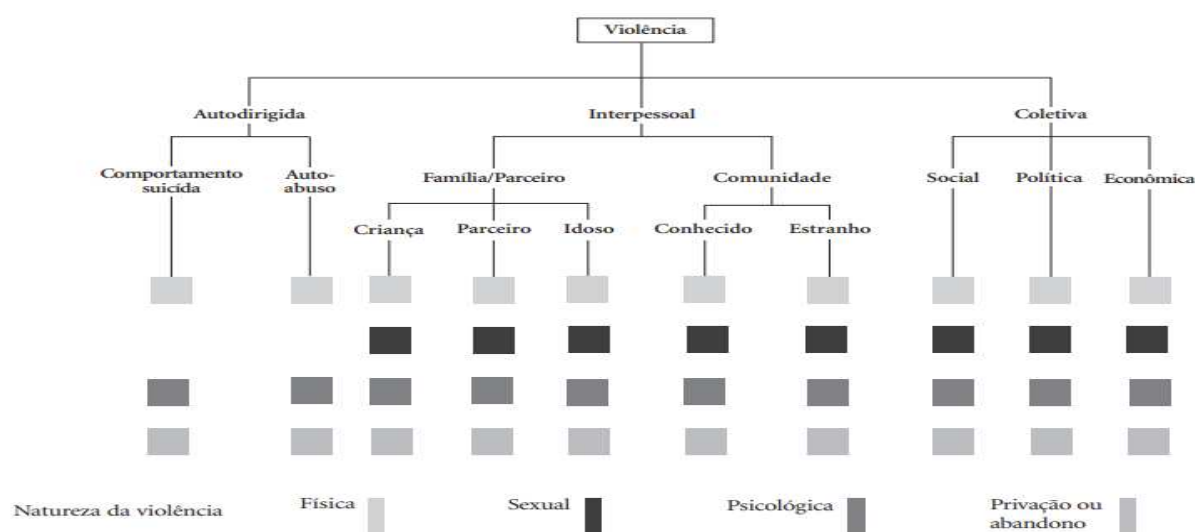 Violência
Autodirigida Interpessoal Coletiva
Comportamento suicída
Auto-abuso
Família/Parceiro Comunidade Social Política Econômica
Criança Parceiro Idoso Conhecido Estranho
Natureza da violência Física Sexual Psicológica Privação ou
abandono